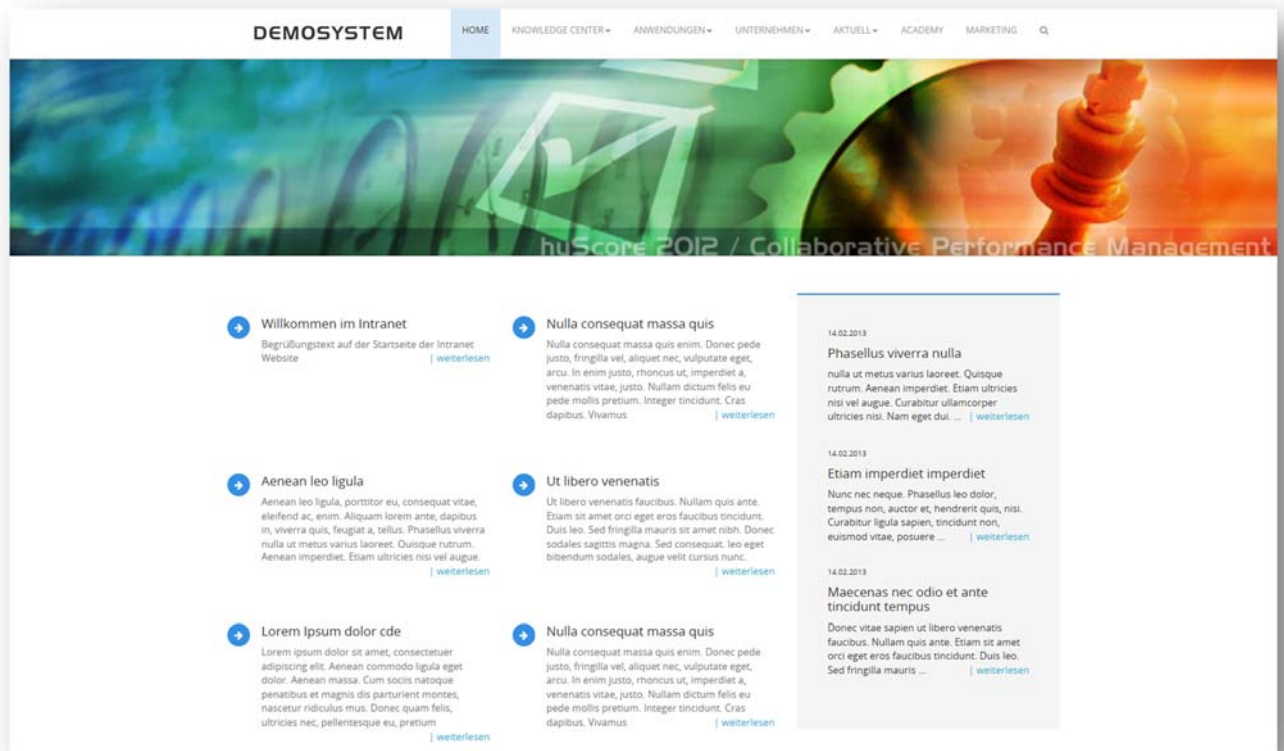 DEMOSYSTEM
HOME
KNOWLEDGE CENTER
ANWENDUNGEN
UNTERNEHMEN
AKTUELL
ACADEMY
MARKETING
huScore 2012 / Collaborative Performance Management
Willkommen im Intranet
Begrüßungstext auf der Startseite der Intranet
Website | weiterlesen
Nulla consequat massa quis
Nulla consequat massa quis enim. Donec pede
justo, fringilla vel, aliquet nec, vulputate eget,
arcu. In enim justo, rhoncus ut, imperdiet a,
venenatis vitae, justo. Nullam dictum felis eu
pede mollis pretium. Integer tincidunt. Cras
dapibus. Vivamus | weiterlesen
Aenean leo ligula
Aenean leo ligula, porttitor eu, consequat vitae,
eleifend ac, enim. Aliquam lorem ante, dapibus
in, viverra quis, feugiat a, tellus. Phasellus viverra
nulla ut metus varius laoreet. Quisque rutrum.
Aenean imperdiet. Etiam ultricies nisi vel augue.
| weiterlesen
Ut libero venenatis
Ut libero venenatis faucibus. Nullam quis ante.
Etiam sit amet orci eget eros faucibus tincidunt.
Duis leo. Sed fringilla mauris sit amet nibh. Donec
sodales sagittis magna. Sed consequat. leo eget
bibendum sodales, augue velit cursus nunc.
| weiterlesen
Lorem Ipsum dolor cde
Lorem ipsum dolor sit amet, consectetuer
adipiscing elit. Aenean commodo ligula eget
dolor. Aenean massa. Cum sociis natoque
penatibus et magnis dis parturient montes,
nascetur ridiculus mus. Donec quam felis,
ultricies nec, pellentesque eu, pretium
| weiterlesen
Nulla consequat massa quis
Nulla consequat massa quis enim. Donec pede
justo, fringilla vel, aliquet nec, vulputate eget,
arcu. In enim justo, rhoncus ut, imperdiet a,
venenatis vitae, justo. Nullam dictum felis eu
pede mollis pretium. Integer tincidunt. Cras
dapibus. Vivamus | weiterlesen
14.02.2013
Phasellus viverra nulla
nulla ut metus varius laoreet. Quisque
rutrum. Aenean imperdiet. Etiam ultricies
nisi vel augue. Curabitur ullamcorper
ultricies nisi. Nam eget dui. ... | weiterlesen
14.02.2013
Etiam imperdiet imperdiet
Nunc nec neque. Phasellus leo dolor,
tempus non, auctor et, hendrerit quis, nisi.
Curabitur ligula sapien, tincidunt non,
euismod vitae, posuere ... | weiterlesen
14.02.2013
Maecenas nec odio et ante
tincidunt tempus
Donec vitae sapien ut libero venenatis
faucibus. Nullam quis ante. Etiam sit amet
orci eget eros faucibus tincidunt. Duis leo.
Sed fringilla mauris ... | weiterlesen